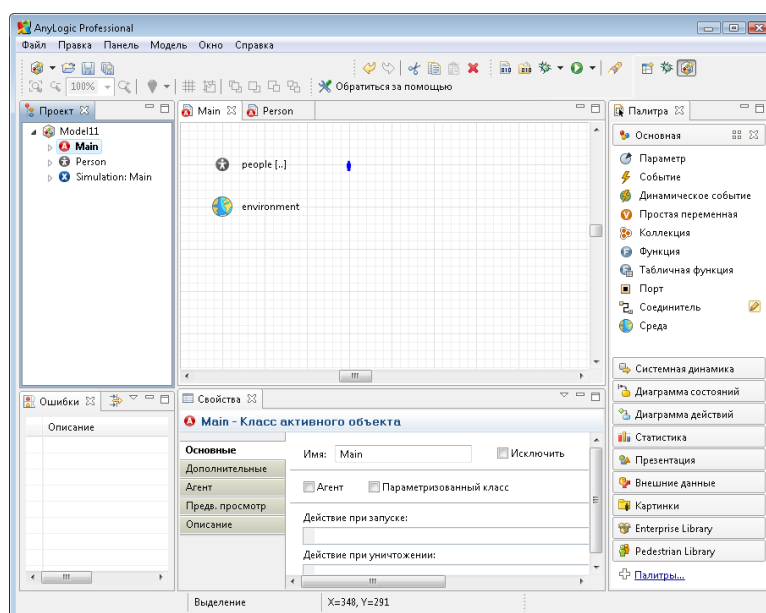 AnyLogic Professional
Файл Правка Панель Модель Окно Справка
100% Обратиться за помощью
Проект
Model11
Main
Person
Simulation: Main
Main Person
people [..]
environment
Палитра
Основная
Параметр
Событие
Динамическое событие
Простая переменная
Коллекция
Функция
Табличная функция
Порт
Соединитель
Среда
Системная динамика
Диаграмма состояний
Диаграмма действий
Статистика
Презентация
Внешние данные
Картинки
Enterprise Library
Pedestrian Library
Палитры...
Ошибки
Описание
Свойства
Main - Класс активного объекта
Основные
Дополнительные
Агент
Предв. просмотр
Описание
Имя: Main Исключить
Агент Параметризованный класс
Действие при запуске:
Действие при уничтожении:
Выделение X=348, Y=291